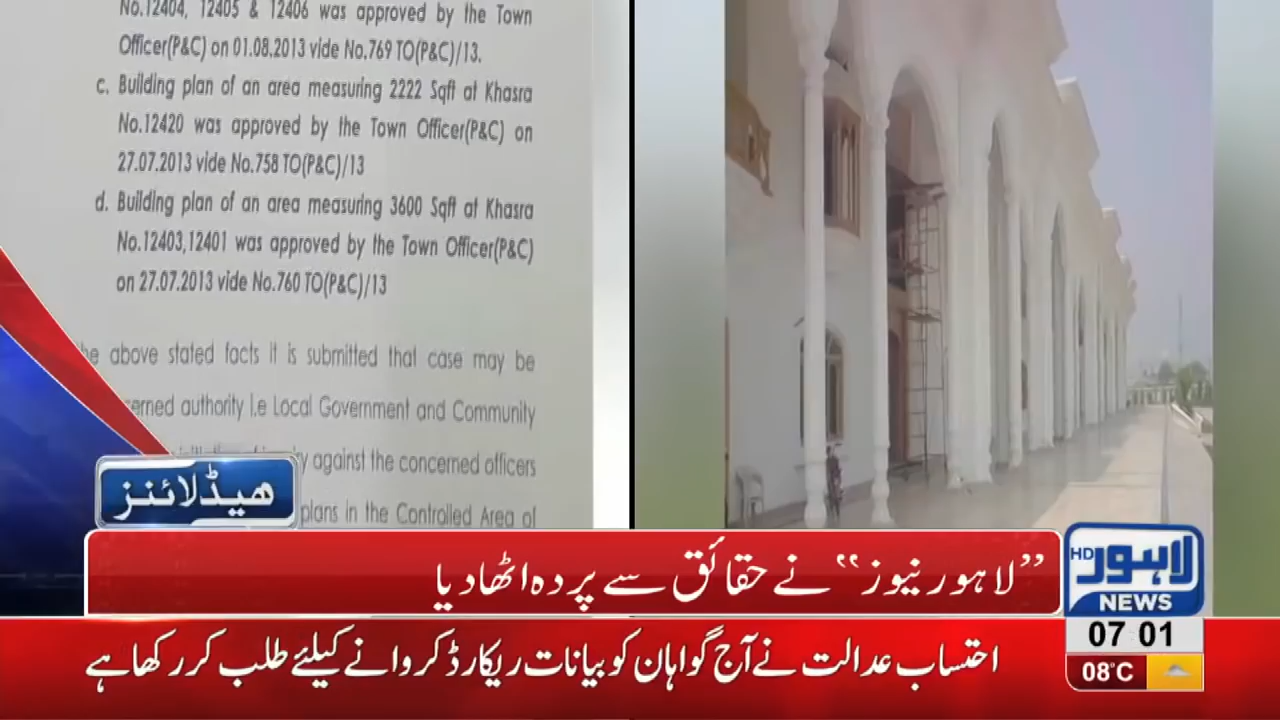 No.12404, 12405 & 12406 was approved by the Town
Officer(P&C) on 01.08.2013 vide No.769 TO(P&C)/13.
c. Building plan of an area measuring 2222 Sqft at Khasra
No.12420 was approved by the Town Officer(P&C) on
27.07.2013 vide No.758 TO(P&C)/13
d. Building plan of an area measuring 3600 Sqft at Khasra
No.12403,12401 was approved by the Town Officer(P&C)
on 27.07.2013 vide No.760 TO(P&C)/13
above stated facts it is submitted that case may be
authority i.e Local Government and Community
against the concerned officers
plans in the Controlled Area of
ہیڈلائنز
”لاہور نیوز“ نے حقائق سے پردہ اٹھا دیا
HD لاہور
NEWS
07 01
08°C
احتساب عدالت نے آج گواہان کو بیانات ریکارڈ کروانے کیلئے طلب کر رکھا ہے